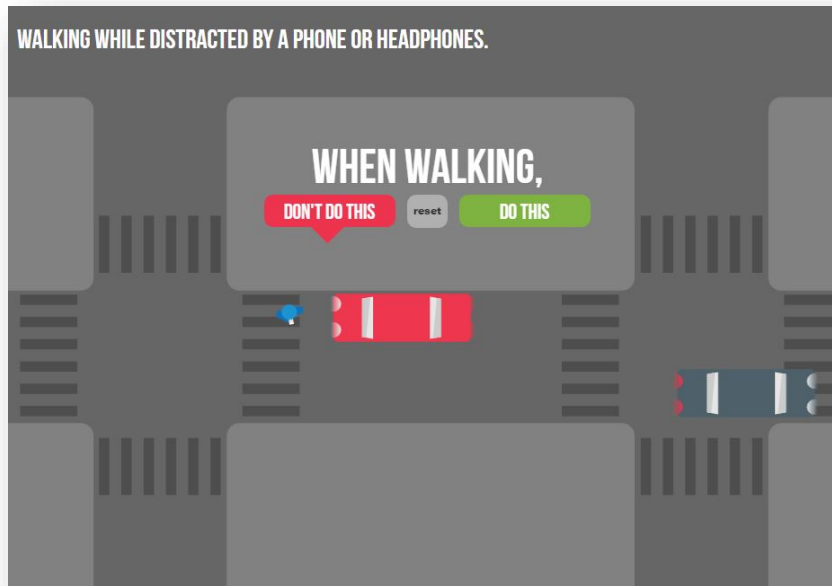 WALKING WHILE DISTRACTED BY A PHONE OR HEADPHONES.
WHEN WALKING,
DON'T DO THIS reset DO THIS